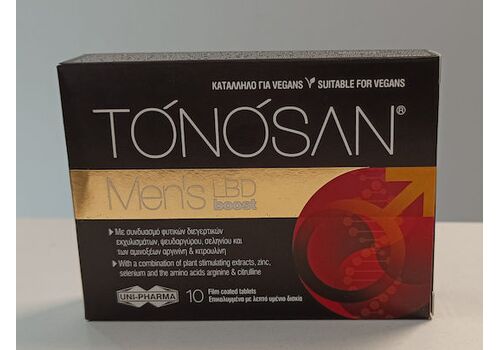 ΚΑΤΑΛΛΗΛΟ ΓΙΑ VEGANS SUITABLE FOR VEGANS
TÓNÓSAN®
Men's LBD boost
Με συνδυασμό φυτικών διεγερτικών
εκχυλισμάτων, ψευδαργύρου, σεληνίου και
των αμινοξέων αργινίνη & κιτρουλίνη
With a combination of plant stimulating extracts, zinc,
selenium and the amino acids arginine & citrulline
UNI-PHARMA
10 Film coated tablets
Επικαλυμμένα με λεπτό υμένιο δισκία